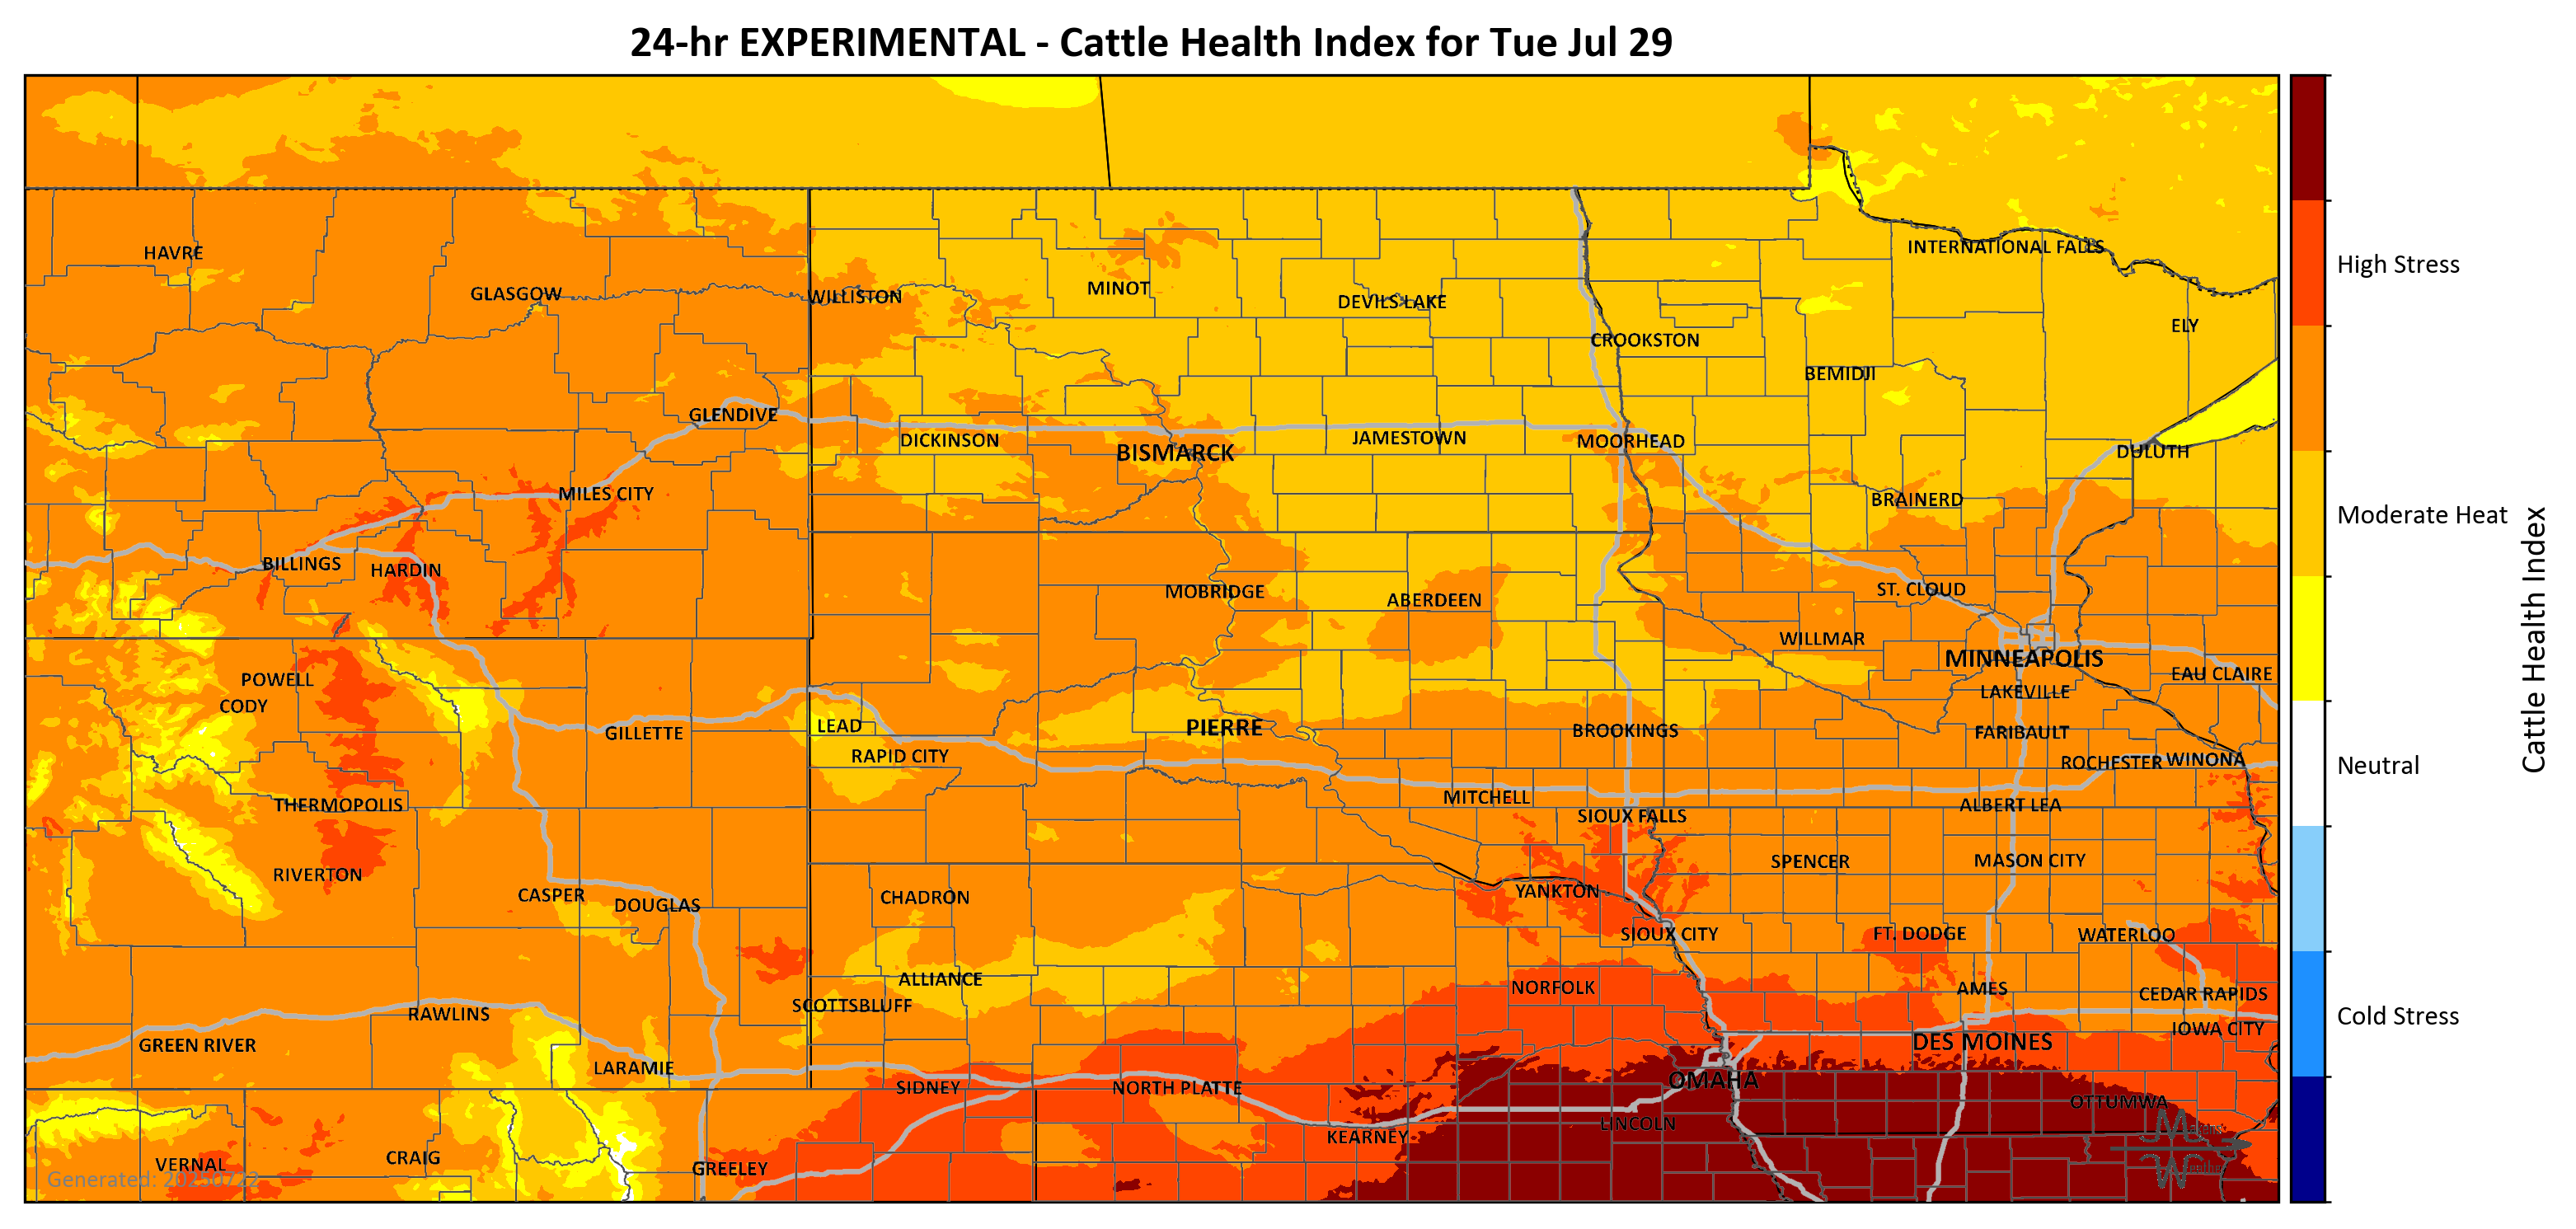 24-hr EXPERIMENTAL - Cattle Health Index for Tue Jul 29
HAVRE
INTERNATIONAL FALLS
GLASGOW
WILLISTON
MINOT
DEVILS LAKE
ELY
CROOKSTON
BEMIDJI
GLENDIVE
DICKINSON
BISMARCK
JAMESTOWN
MOORHEAD
DULUTH
MILES CITY
BRAINERD
BILLINGS
HARDIN
MOBRIDGE
ABERDEEN
ST. CLOUD
WILLMAR
MINNEAPOLIS
POWELL
EAU CLAIRE
CODY
LAKEVILLE
GILLETTE
LEAD
PIERRE
BROOKINGS
FARIBAULT
RAPID CITY
ROCHESTER
WINONA
THERMOPOLIS
MITCHELL
ALBERT LEA
SIOUX FALLS
RIVERTON
SPENCER
MASON CITY
CASPER
DOUGLAS
CHADRON
YANKTON
SIOUX CITY
FT. DODGE
WATERLOO
ALLIANCE
NORFOLK
AMES
CEDAR RAPIDS
SCOTTSBLUFF
RAWLINS
IOWA CITY
GREEN RIVER
DES MOINES
LARAMIE
SIDNEY
NORTH PLATTE
OMAHA
OTTUMWA
LINCOLN
KEARNEY
VERNAL
CRAIG
GREELEY
Generated: 20250722
High Stress
Moderate Heat
Neutral
Cold Stress
Cattle Health Index